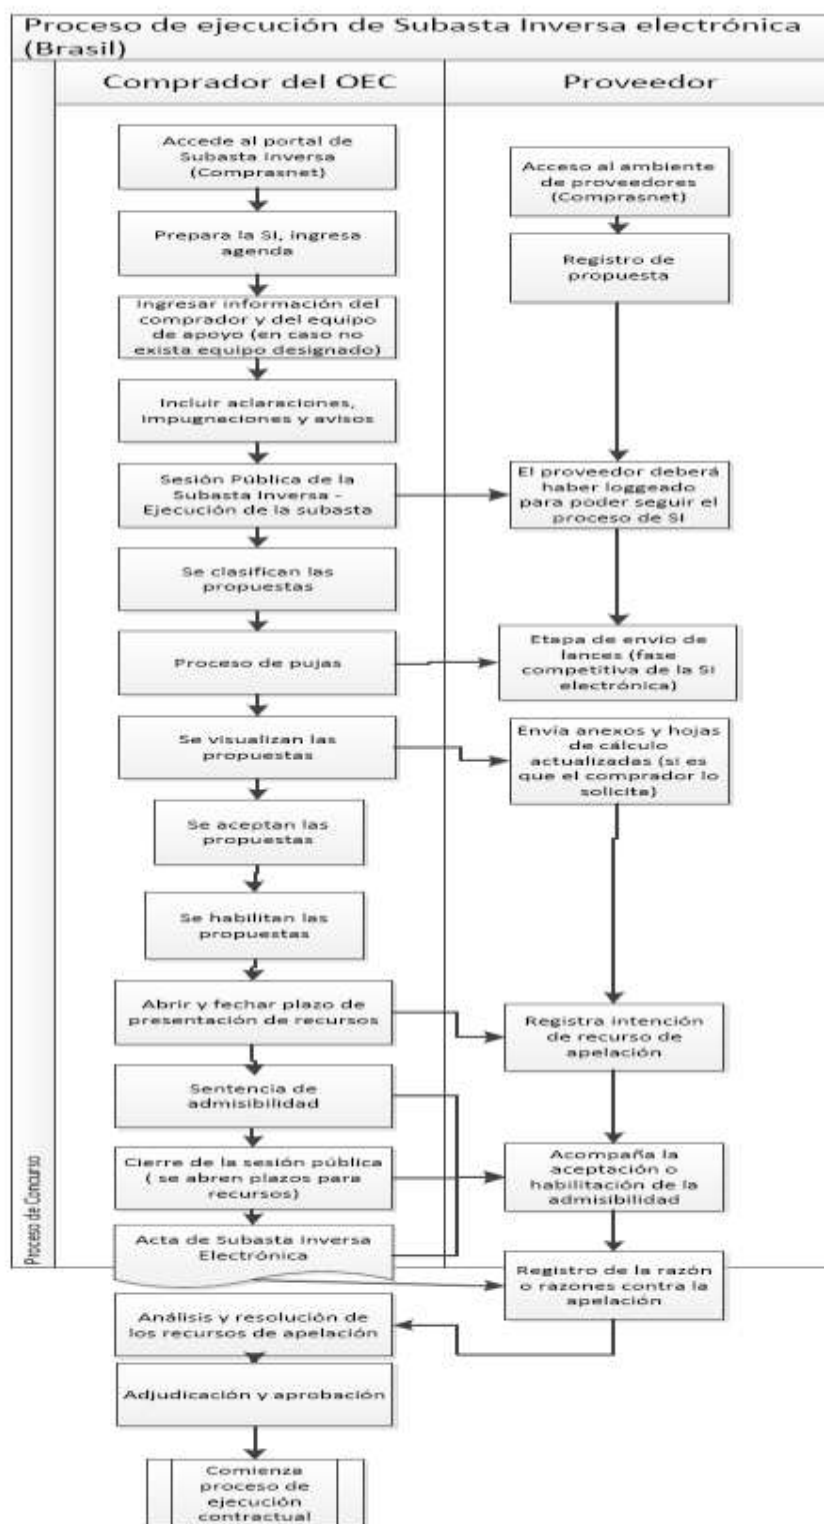 Proceso de ejecución de Subasta Inversa electrónica
(Brasil)
Comprador del OEC
Proveedor
Proceso de Concurso
Accede al portal de
Subasta Inversa
(Comprasnet)
Prepara la SI, ingresa
agenda
Ingresar información del
comprador y del equipo
de apoyo (en caso no
exista equipo designado)
Incluir aclaraciones,
impugnaciones y avisos
Sesión Pública de la
Subasta Inversa -
Ejecución de la subasta
Se clasifican las
propuestas
Proceso de pujas
Se visualizan las
propuestas
Se aceptan las
propuestas
Se habilitan las
propuestas
Abrir y fechar plazo de
presentación de recursos
Sentencia de
admisibilidad
Cierre de la sesión pública
( se abren plazos para
recursos)
Acta de Subasta Inversa
Electrónica
Análisis y resolución de
los recursos de apelación
Adjudicación y aprobación
Comienza
proceso de
ejecución
contractual
Acceso al ambiente
de proveedores
(Comprasnet)
Registro de
propuesta
El proveedor deberá
haber loggeado
para poder seguir el
proceso de SI
Etapa de envío de
lances (fase
competitiva de la SI
electrónica)
Envía anexos y hojas
de cálculo
actualizadas (si es
que el comprador lo
solicita)
Registra intención
de recurso de
apelación
Acompaña la
aceptación o
habilitación de la
admisibilidad
Registro de la razón
o razones contra la
apelación